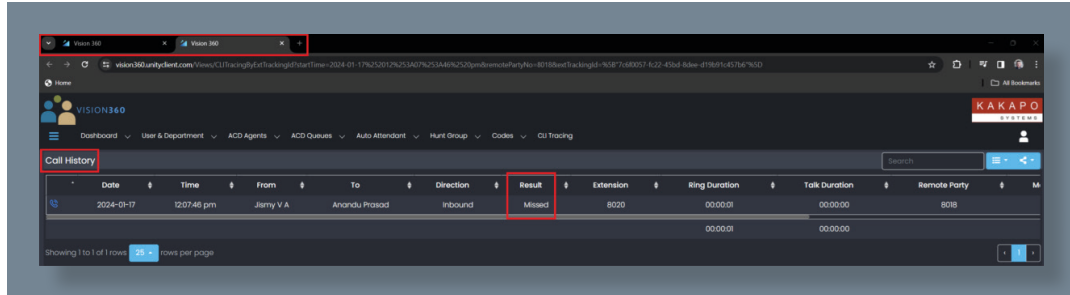 Vision 360 × Vision 360 × +
vision360.unityclient.com/Views/CLITracingByExtTrackingId?startTime=2024-01-17%252012%253A07%253A46%2520pm&remotePartyNo=8018&extTrackingId=%5B"7c6f0057-fc22-45bd-8dee-d19b91c457b6"%5D
Home All Bookmarks
VISION360 KAKAPO
SYSTEMS
Dashboard User & Department ACD Agents ACD Queues Auto Attendant Hunt Group Codes CLI Tracing
Call History Search
Date Time From To Direction Result Extension Ring Duration Talk Duration Remote Party
2024-01-17 12:07:46 pm Jismy V A Anandu Prasad Inbound Missed 8020 00:00:01 00:00:00 8018
00:00:01 00:00:00
Showing 1 to 1 of 1 rows 25 rows per page ‹ 1 ›